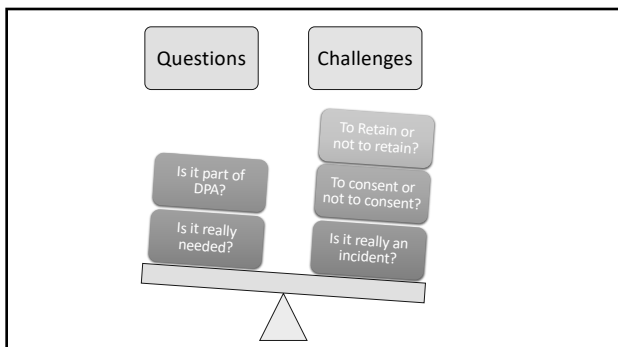 Questions
Challenges
To Retain or
not to retain?
Is it part of
DPA?
To consent or
not to consent?
Is it really
needed?
Is it really an
incident?